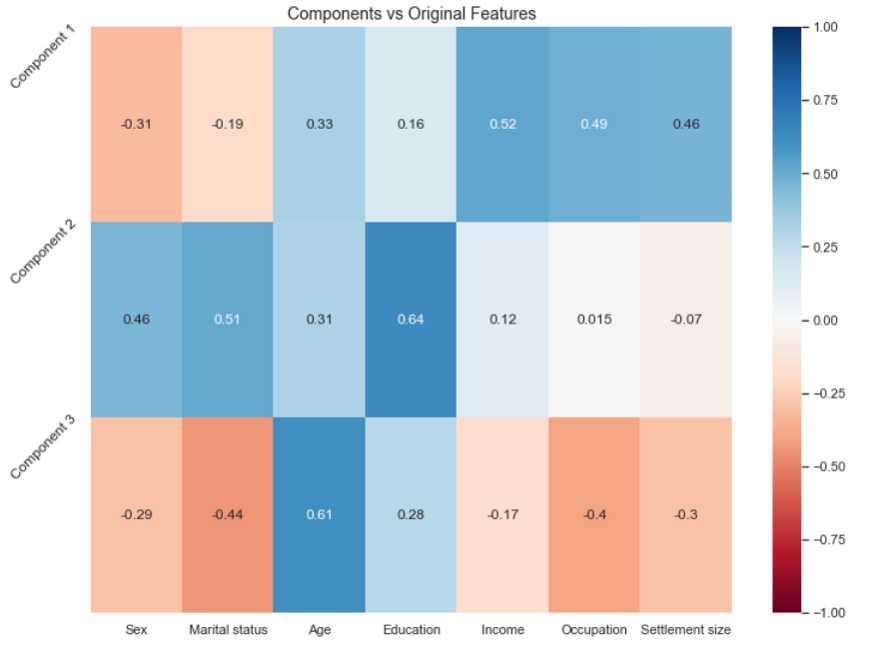 Components vs Original Features
Component 1
-0.31 -0.19 0.33 0.16 0.52 0.49 0.46
Component 2
0.46 0.51 0.31 0.64 0.12 0.015 -0.07
Component 3
-0.29 -0.44 0.61 0.28 -0.17 -0.4 -0.3
Sex Marital status Age Education Income Occupation Settlement size
1.00
0.75
0.50
0.25
0.00
−0.25
−0.50
−0.75
−1.00